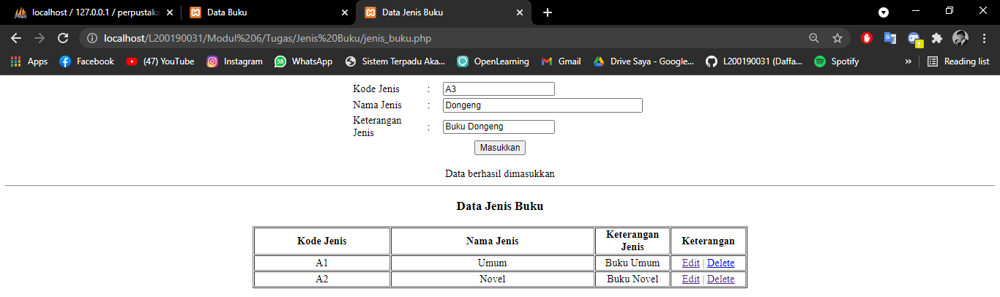 localhost / 127.0.0.1 / perpustaka
Data Buku
Data Jenis Buku
localhost/L200190031/Modul%206/Tugas/Jenis%20Buku/jenis_buku.php
Apps
Facebook
(47) YouTube
Instagram
38
WhatsApp
Sistem Terpadu Aka...
OpenLearning
Gmail
Drive Saya - Google...
L200190031 (Daffa...
Spotify
»
Reading list
Kode Jenis : A3
Nama Jenis : Dongeng
Keterangan
Jenis : Buku Dongeng
Masukkan
Data berhasil dimasukkan
Data Jenis Buku
Kode Jenis Nama Jenis Keterangan Jenis Keterangan
A1 Umum Buku Umum Edit | Delete
A2 Novel Buku Novel Edit | Delete